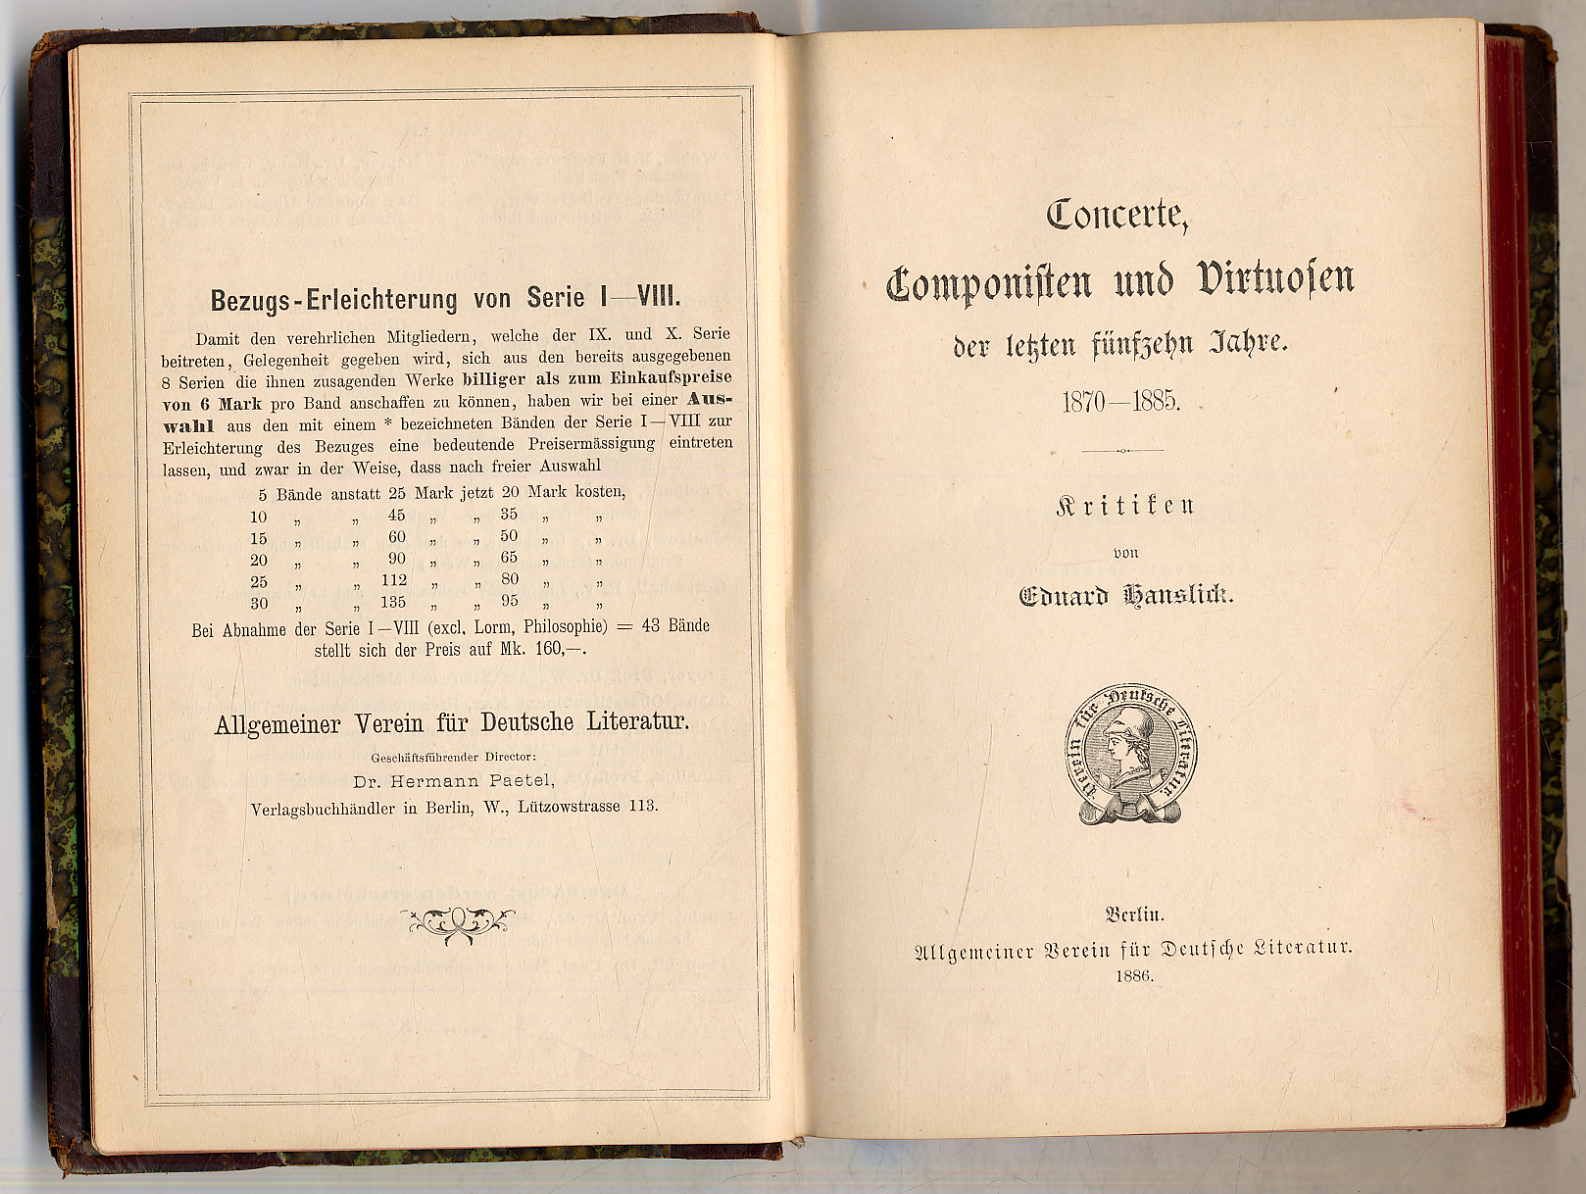 Bezugs-Erleichterung von Serie I—VIII.
Damit den verehrlichen Mitgliedern, welche der IX. und X. Serie
beitreten, Gelegenheit gegeben wird, sich aus den bereits ausgegebenen
8 Serien die ihnen zusagenden Werke billiger als zum Einkaufspreise
von 6 Mark pro Band anschaffen zu können, haben wir bei einer Aus-
wahl aus den mit einem * bezeichneten Bänden der Serie I—VIII zur
Erleichterung des Bezuges eine bedeutende Preisermässigung eintreten
lassen, und zwar in der Weise, dass nach freier Auswahl
5 Bände anstatt 25 Mark jetzt 20 Mark kosten,
10 „ „ 45 „ „ 35 „ „
15 „ „ 60 „ „ 50 „ „
20 „ „ 90 „ „ 65 „ „
25 „ „ 112 „ „ 80 „ „
30 „ „ 135 „ „ 95 „ „
Bei Abnahme der Serie I—VIII (excl. Lorm, Philosophie) = 43 Bände
stellt sich der Preis auf Mk. 160,—.
Allgemeiner Verein für Deutsche Literatur.
Geschäftsführender Director:
Dr. Hermann Paetel,
Verlagsbuchhändler in Berlin, W., Lützowstrasse 113.
Concerte,
Componiſten und Virtuoſen
der letzten fünfzehn Jahre.
1870—1885.
Kritiken
von
Eduard Hanslick.
Verein für Deutsche Literatur.
Berlin.
Allgemeiner Verein für Deutſche Literatur.
1886.